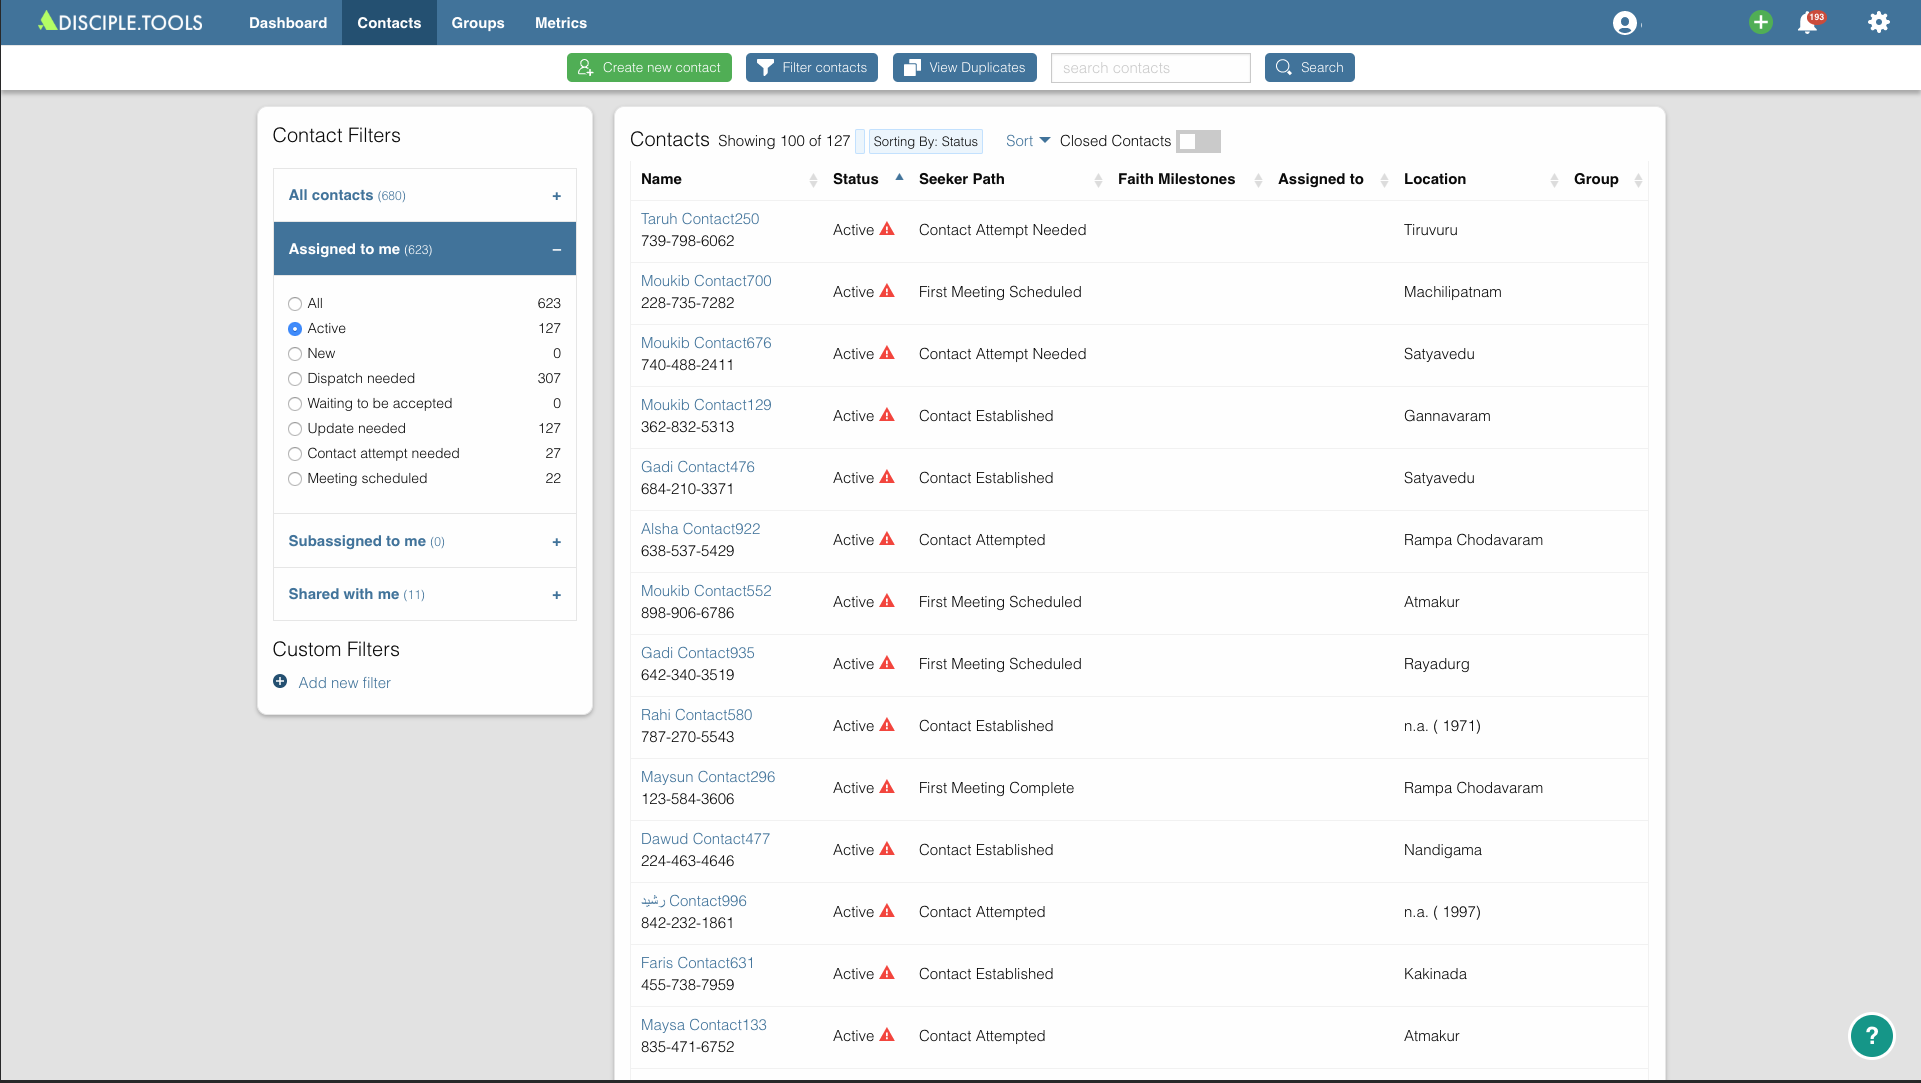 DISCIPLE.TOOLS Dashboard Contacts Groups Metrics 193
Create new contact Filter contacts View Duplicates search contacts Search
Contact Filters
All contacts (680) +
Assigned to me (623) –
All 623
Active 127
New 0
Dispatch needed 307
Waiting to be accepted 0
Update needed 127
Contact attempt needed 27
Meeting scheduled 22
Subassigned to me (0) +
Shared with me (11) +
Custom Filters
Add new filter
Contacts Showing 100 of 127 Sorting By: Status Sort Closed Contacts
Name Status Seeker Path Faith Milestones Assigned to Location Group
Taruh Contact250
739-798-6062
Active Contact Attempt Needed Tiruvuru
Moukib Contact700
228-735-7282
Active First Meeting Scheduled Machilipatnam
Moukib Contact676
740-488-2411
Active Contact Attempt Needed Satyavedu
Moukib Contact129
362-832-5313
Active Contact Established Gannavaram
Gadi Contact476
684-210-3371
Active Contact Established Satyavedu
Alsha Contact922
638-537-5429
Active Contact Attempted Rampa Chodavaram
Moukib Contact552
898-906-6786
Active First Meeting Scheduled Atmakur
Gadi Contact935
642-340-3519
Active First Meeting Scheduled Rayadurg
Rahi Contact580
787-270-5543
Active Contact Established n.a. ( 1971)
Maysun Contact296
123-584-3606
Active First Meeting Complete Rampa Chodavaram
Dawud Contact477
224-463-4646
Active Contact Established Nandigama
رشيد Contact996
842-232-1861
Active Contact Attempted n.a. ( 1997)
Faris Contact631
455-738-7959
Active Contact Established Kakinada
Maysa Contact133
835-471-6752
Active Contact Attempted Atmakur
?